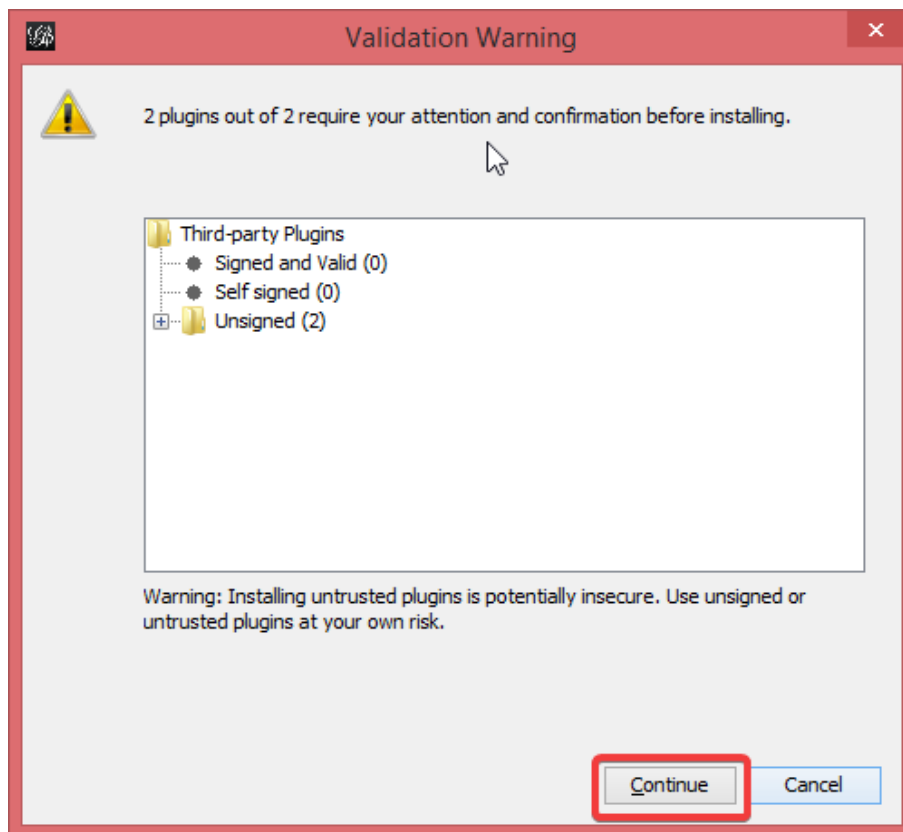 Validation Warning
2 plugins out of 2 require your attention and confirmation before installing.
Third-party Plugins
Signed and Valid (0)
Self signed (0)
Unsigned (2)
Warning: Installing untrusted plugins is potentially insecure. Use unsigned or
untrusted plugins at your own risk.
Continue
Cancel